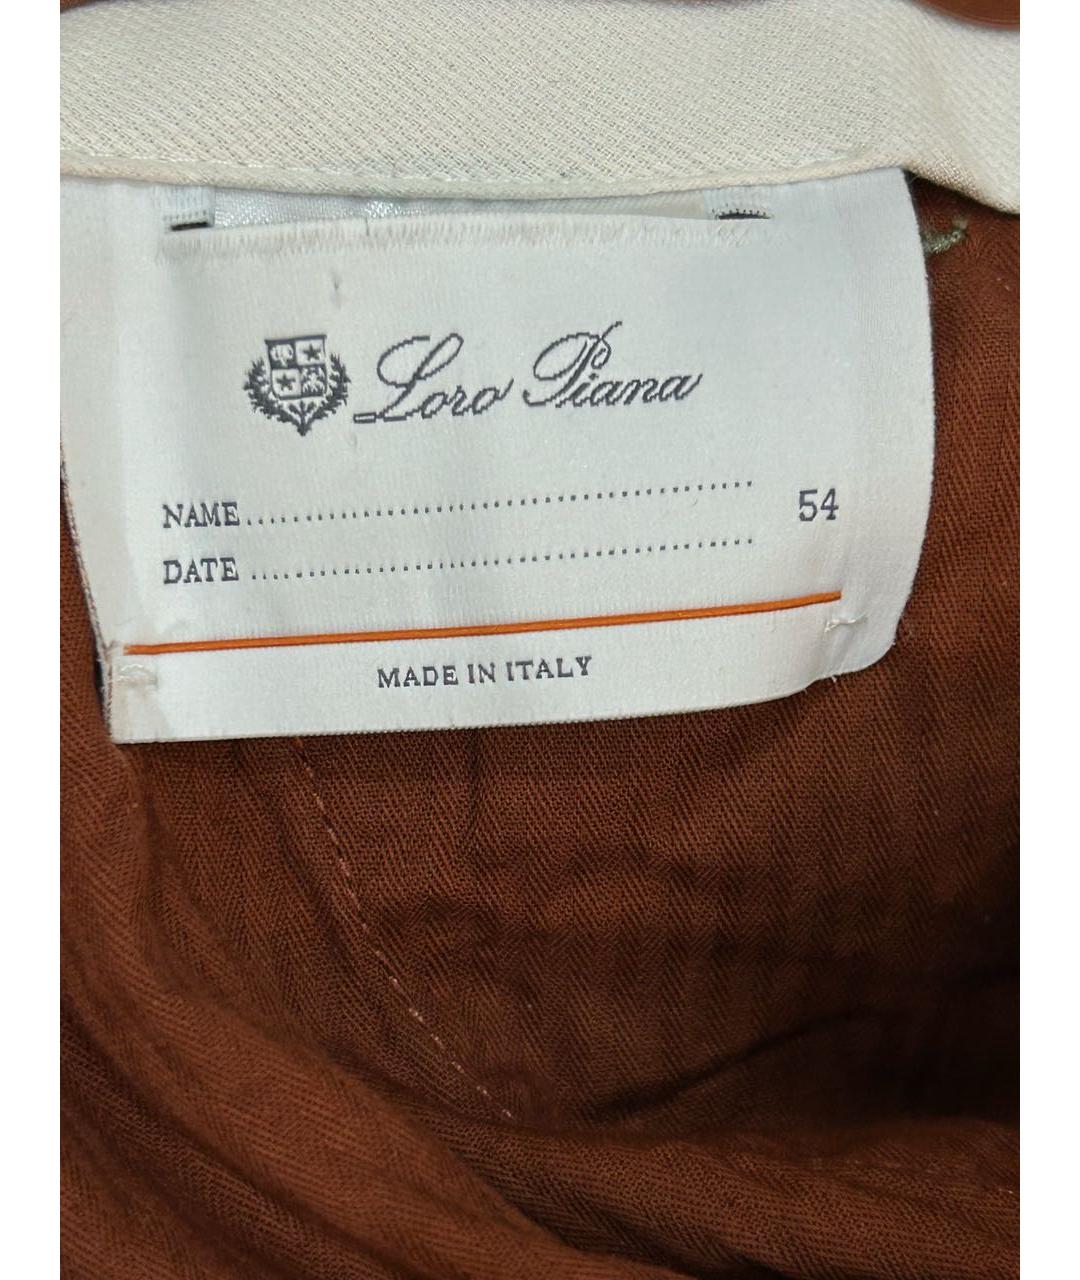 Loro Piana
NAME.......................................................... 54
DATE..........................................................
MADE IN ITALY